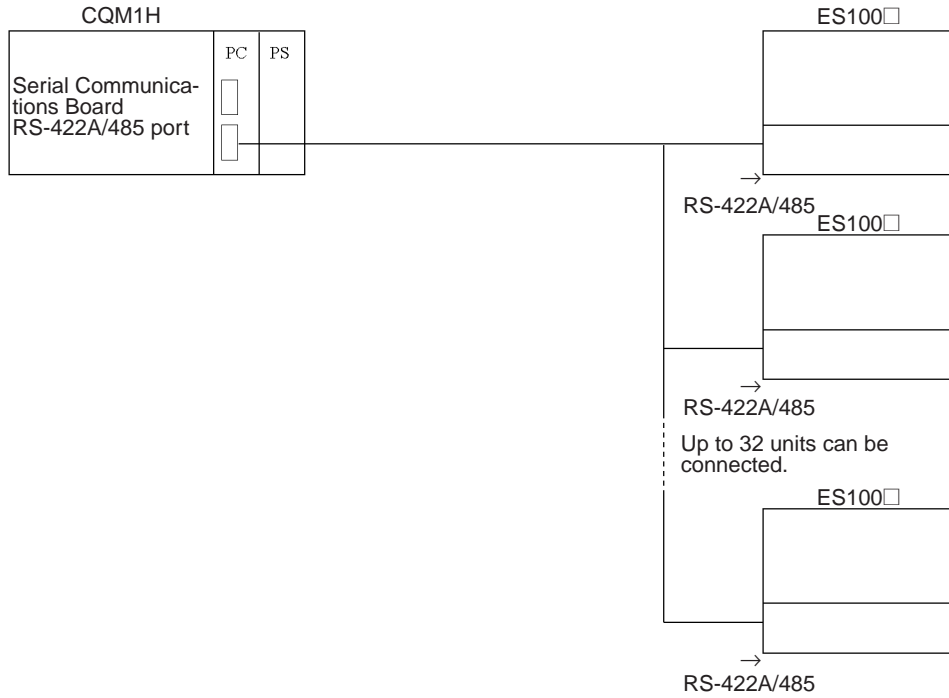 CQM1H
ES100□
PC PS
Serial Communica-
tions Board
RS-422A/485 port
RS-422A/485
ES100□
RS-422A/485
Up to 32 units can be
connected.
ES100□
RS-422A/485